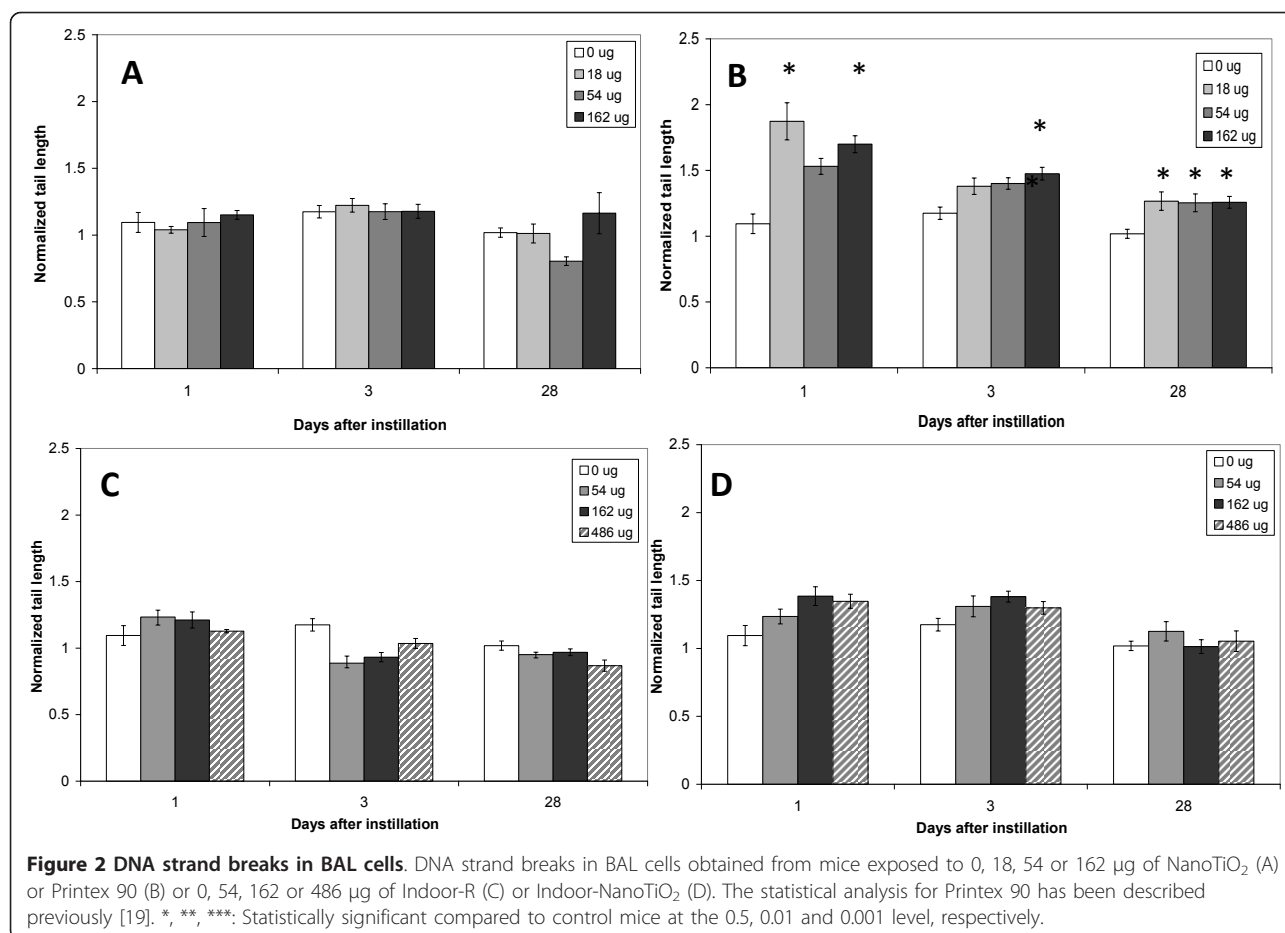 A
Normalized tail length
2.5
2
1.5
1
0.5
0
0 ug
18 ug
54 ug
162 ug
1
3
28
Days after instillation
B
Normalized tail length
2.5
2
1.5
1
0.5
0
0 ug
18 ug
54 ug
162 ug
* *
*
*
* * *
1
3
28
Days after instillation
C
Normalized tail length
2.5
2
1.5
1
0.5
0
0 ug
54 ug
162 ug
486 ug
1
3
28
Days after instillation
D
Normalized tail length
2.5
2
1.5
1
0.5
0
0 ug
54 ug
162 ug
486 ug
1
3
28
Days after instillation
Figure 2 DNA strand breaks in BAL cells. DNA strand breaks in BAL cells obtained from mice exposed to 0, 18, 54 or 162 μg of NanoTiO₂ (A)
or Printex 90 (B) or 0, 54, 162 or 486 μg of Indoor-R (C) or Indoor-NanoTiO₂ (D). The statistical analysis for Printex 90 has been described
previously [19]. *, **, ***: Statistically significant compared to control mice at the 0.5, 0.01 and 0.001 level, respectively.